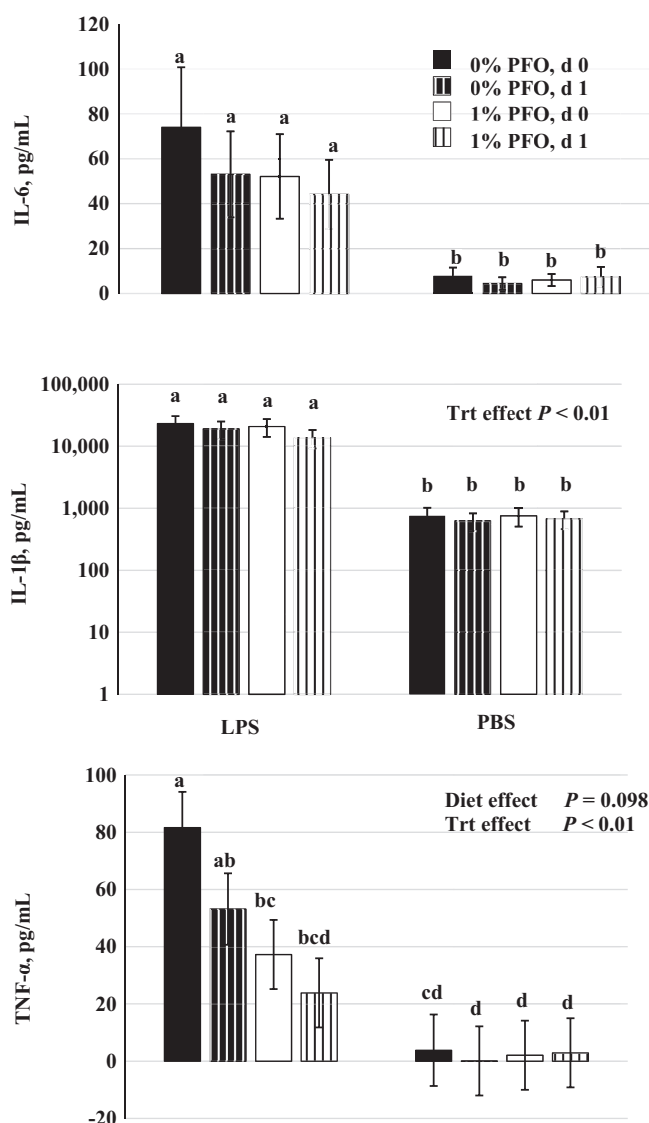 a
120
100
80
60
40
20
0
IL-6, pg/mL
a
a
a
0% PFO, d 0
0% PFO, d 1
1% PFO, d 0
1% PFO, d 1
b
b
b
b
100,000
10,000
1,000
100
10
1
IL-1β, pg/mL
a
a
a
a
Trt effect P < 0.01
b
b
b
b
LPS
PBS
100
80
60
40
20
0
-20
TNF-α, pg/mL
a
ab
bc
bcd
Diet effect P = 0.098
Trt effect P < 0.01
cd
d
d
d